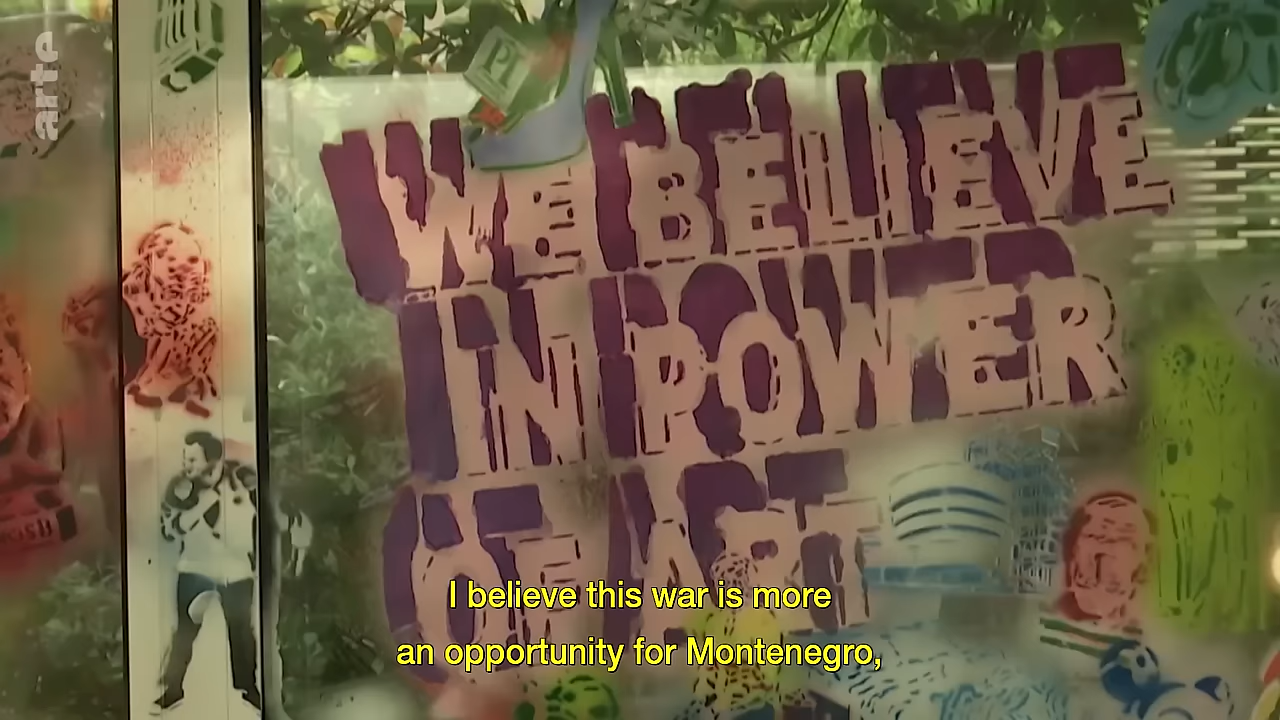 arte
WE BELIEVE
IN POWER
OF ART
I believe this war is more
an opportunity for Montenegro,